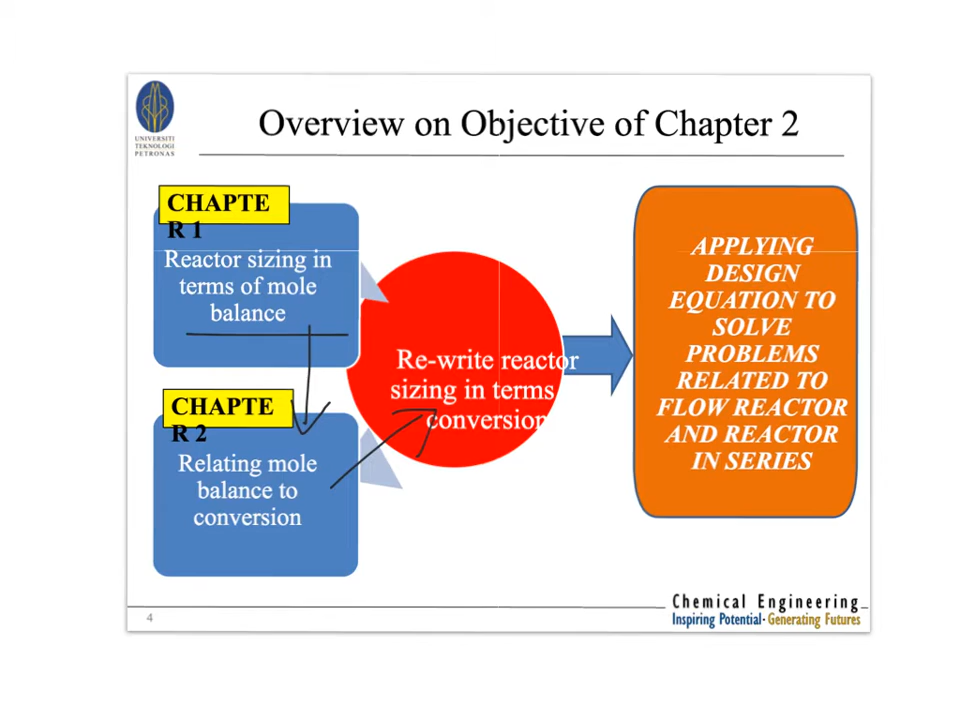 UNIVERSITI
TEKNOLOGI
PETRONAS
Overview on Objective of Chapter 2
CHAPTE
R 1
Reactor sizing in
terms of mole
balance
CHAPTE
R 2
Relating mole
balance to
conversion
Re-write reactor
sizing in terms
conversion
APPLYING
DESIGN
EQUATION TO
SOLVE
PROBLEMS
RELATED TO
FLOW REACTOR
AND REACTOR
IN SERIES
4
Chemical Engineering
Inspiring Potential · Generating Futures